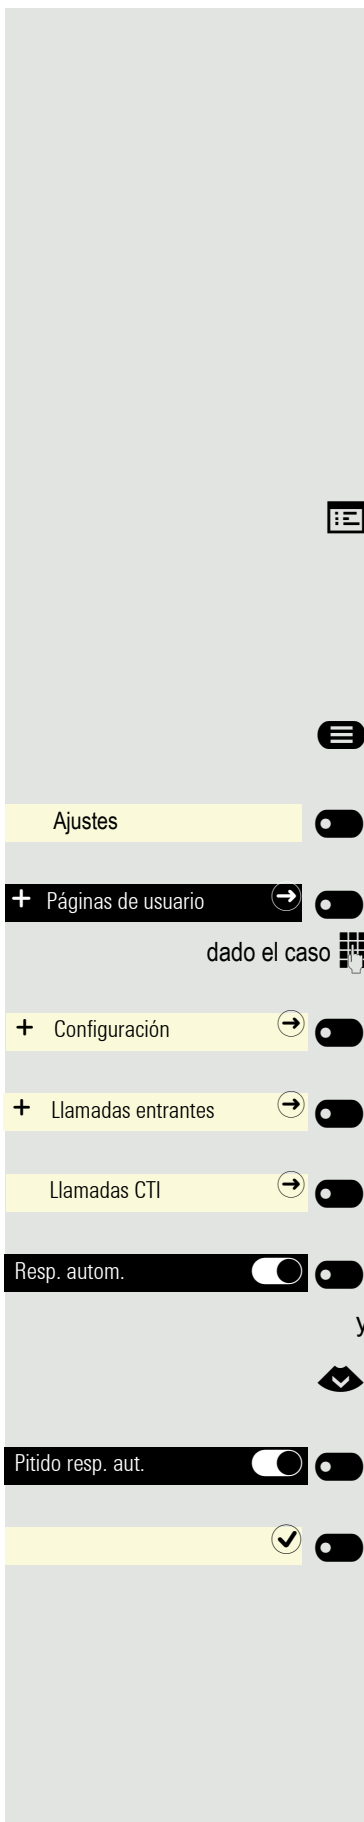 Ajustes
+ Páginas de usuario
dado el caso
+ Configuración
+ Llamadas entrantes
Llamadas CTI
Resp. autom.
y
Pitido resp. aut.